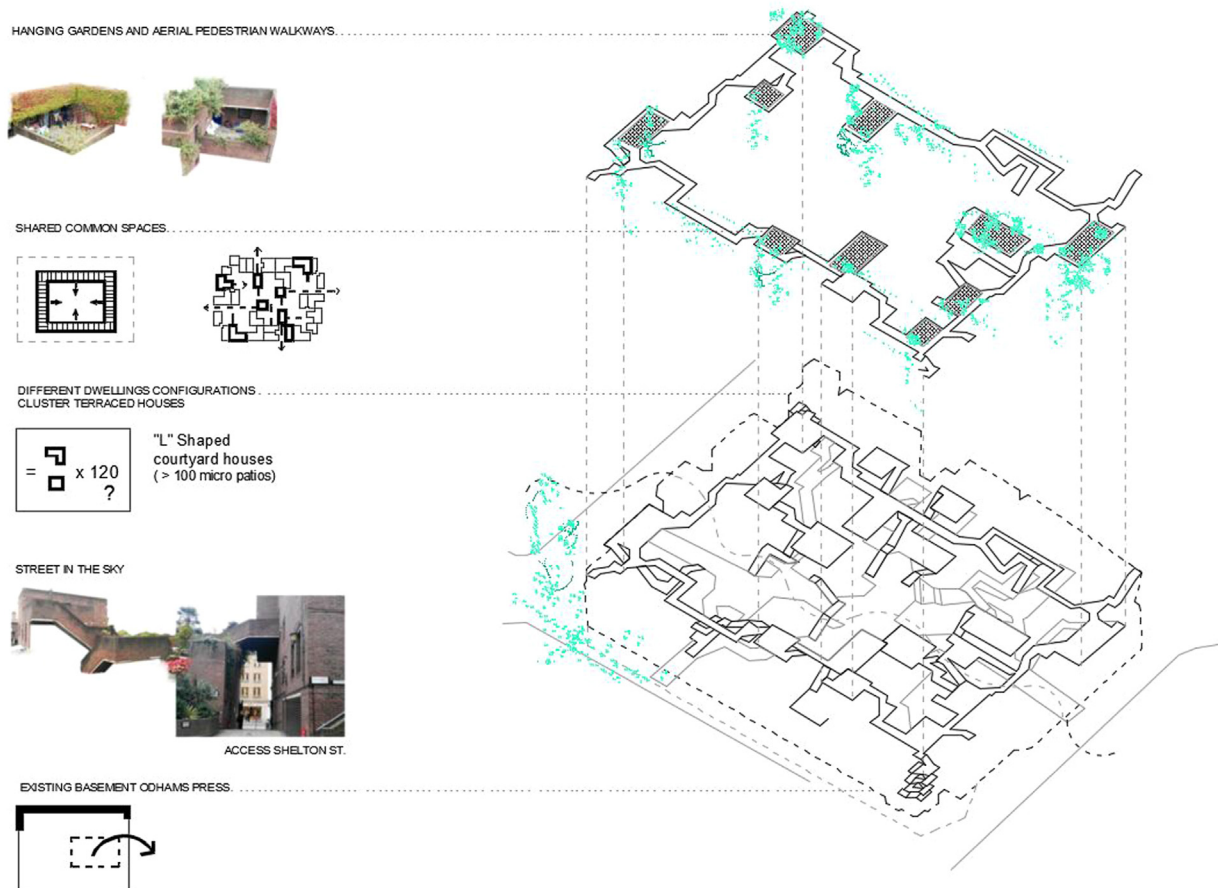 HANGING GARDENS AND AERIAL PEDESTRIAN WALKWAYS
SHARED COMMON SPACES
DIFFERENT DWELLINGS CONFIGURATIONS
CLUSTER TERRACED HOUSES
= x 120
?
"L" Shaped
courtyard houses
( > 100 micro patios)
STREET IN THE SKY
ACCESS SHELTON ST.
EXISTING BASEMENT ODHAMS PRESS